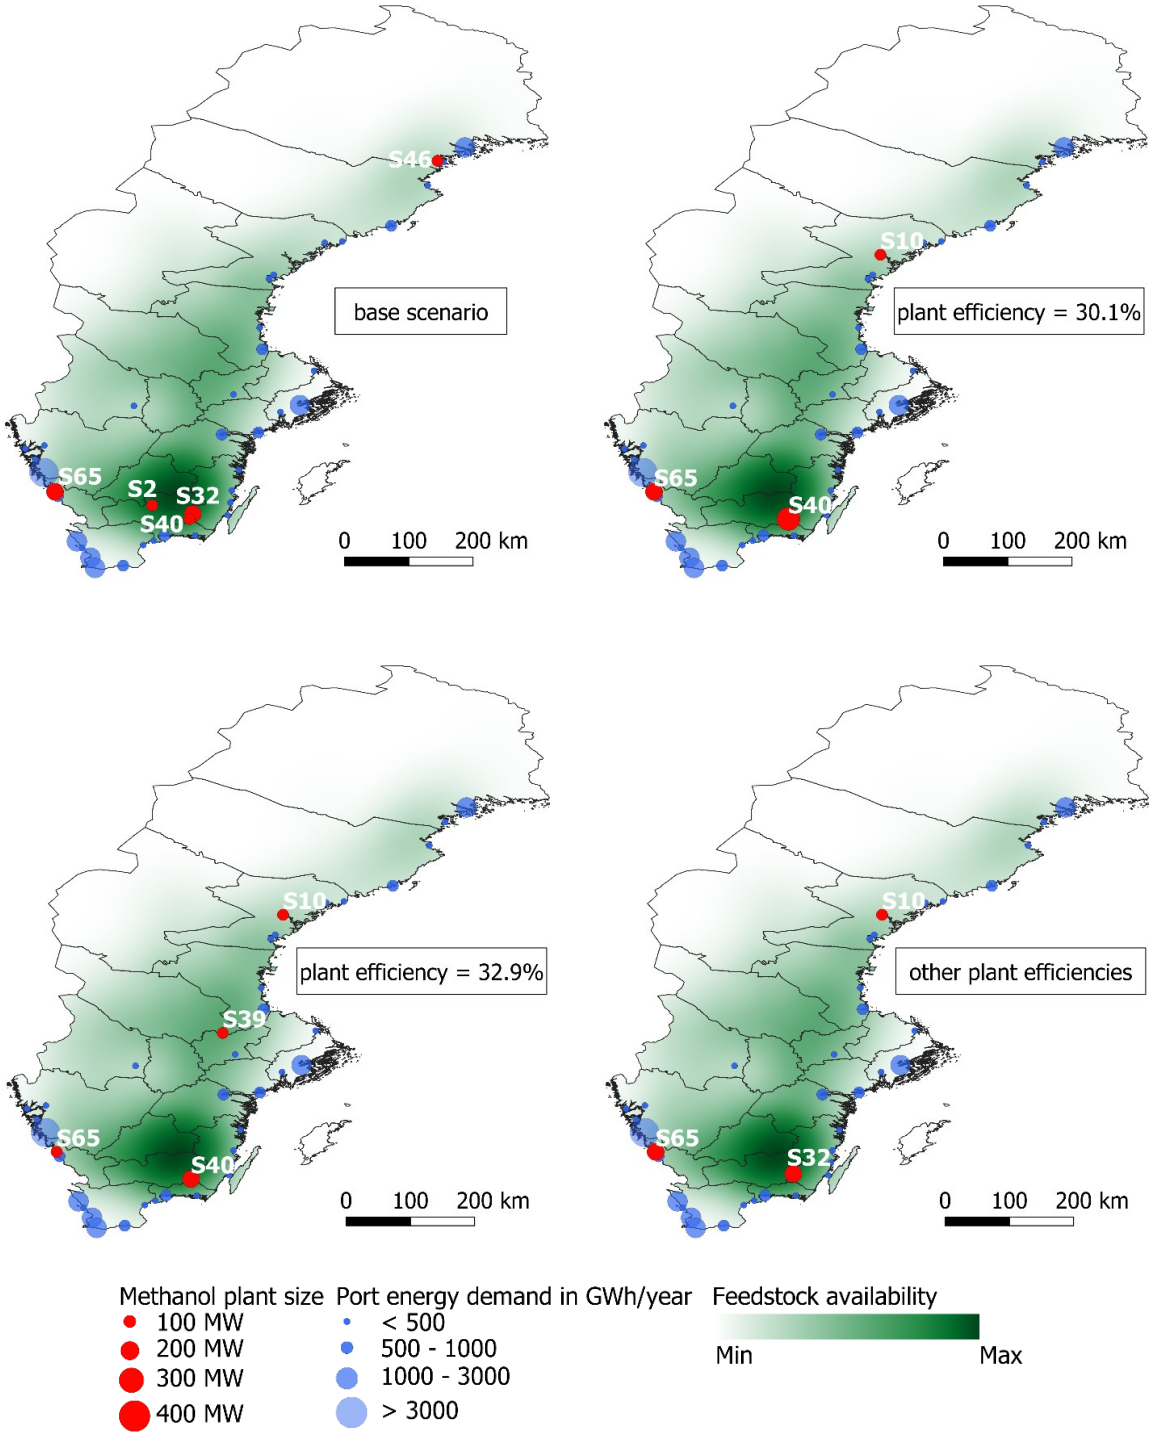 S46
base scenario
S65
S2
S32
S40
0 100 200 km
S10
plant efficiency = 30.1%
S65
S40
0 100 200 km
S10
plant efficiency = 32.9%
S39
S65
S40
0 100 200 km
S10
other plant efficiencies
S65
S32
0 100 200 km
Methanol plant size
100 MW
200 MW
300 MW
400 MW
Port energy demand in GWh/year
< 500
500 - 1000
1000 - 3000
> 3000
Feedstock availability
Min Max